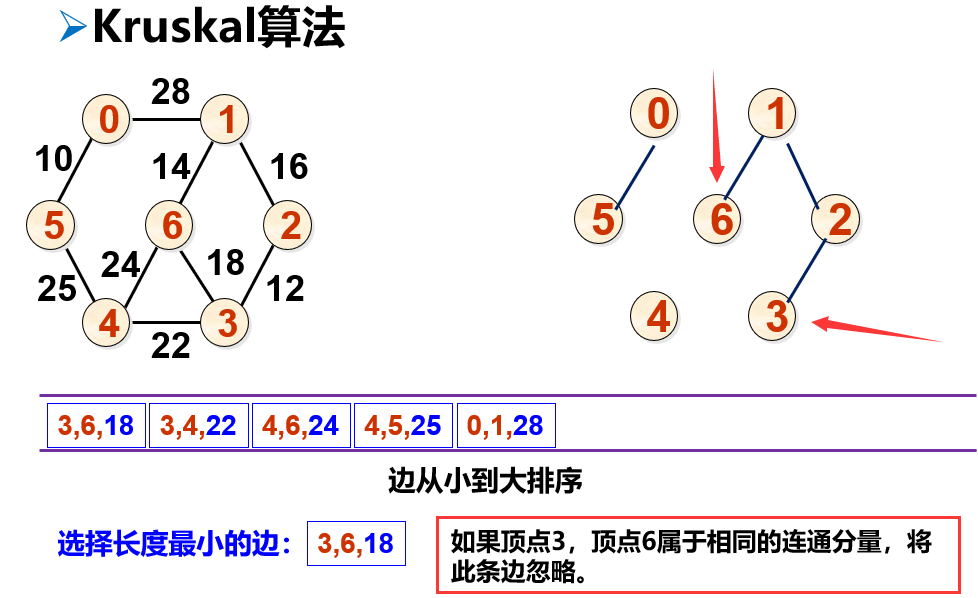 Kruskal算法
28
0 1
10 14 16
5 6 2
24 18
25 12
4 3
22
0 1
5 6 2
4 3
3,6,18 3,4,22 4,6,24 4,5,25 0,1,28
边从小到大排序
选择长度最小的边： 3,6,18
如果顶点3，顶点6属于相同的连通分量，将
此条边忽略。